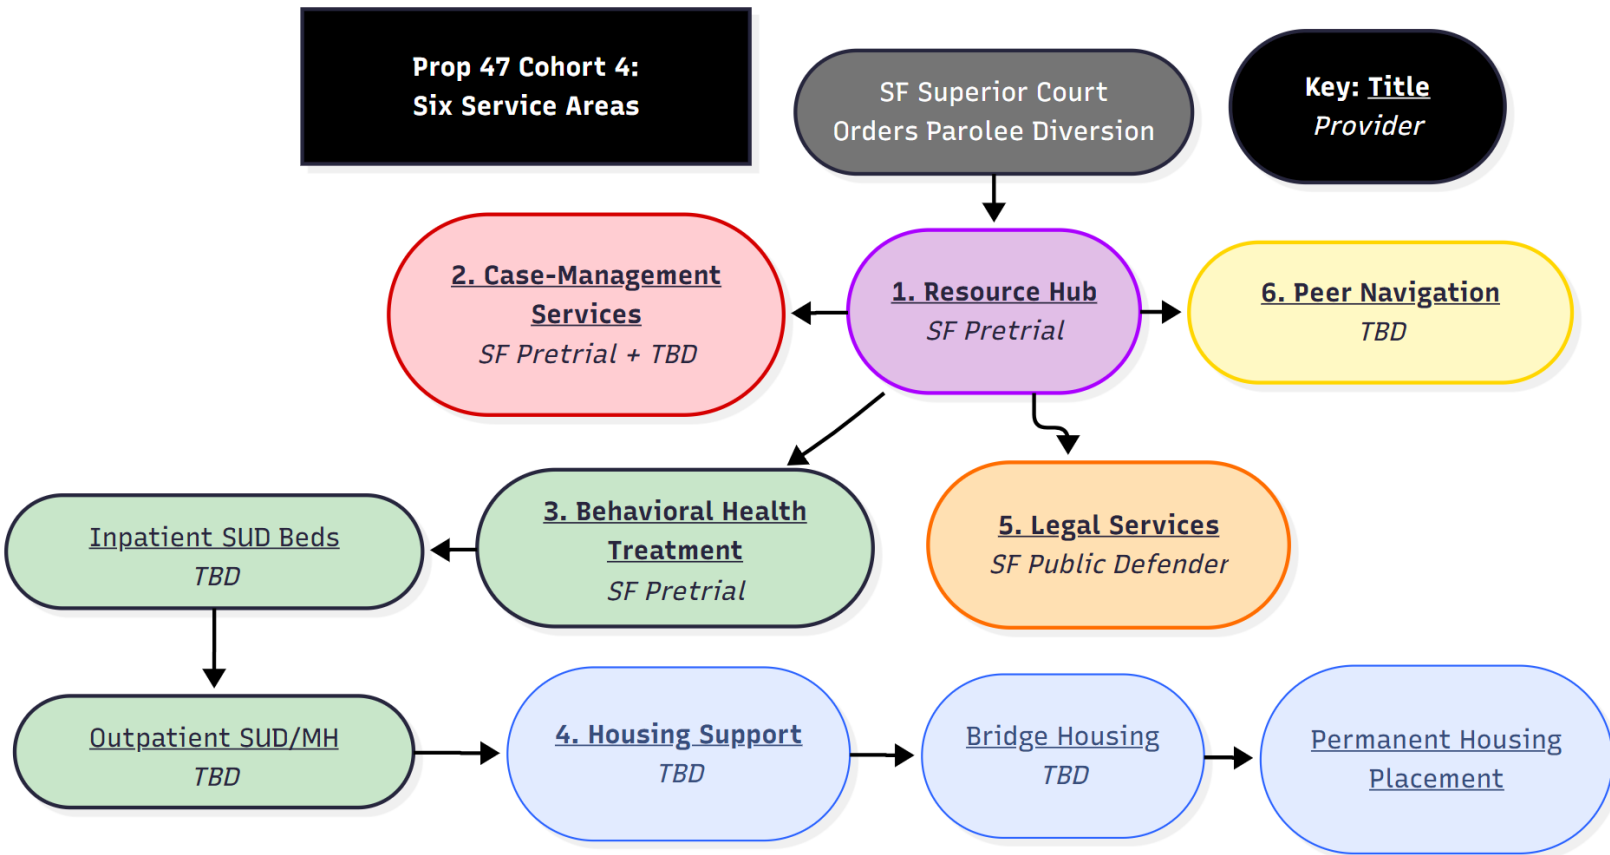 Prop 47 Cohort 4:
Six Service Areas
SF Superior Court
Orders Parolee Diversion
Key: Title
Provider
2. Case-Management
Services
SF Pretrial + TBD
1. Resource Hub
SF Pretrial
6. Peer Navigation
TBD
3. Behavioral Health
Treatment
SF Pretrial
5. Legal Services
SF Public Defender
Inpatient SUD Beds
TBD
Outpatient SUD/MH
TBD
4. Housing Support
TBD
Bridge Housing
TBD
Permanent Housing
Placement